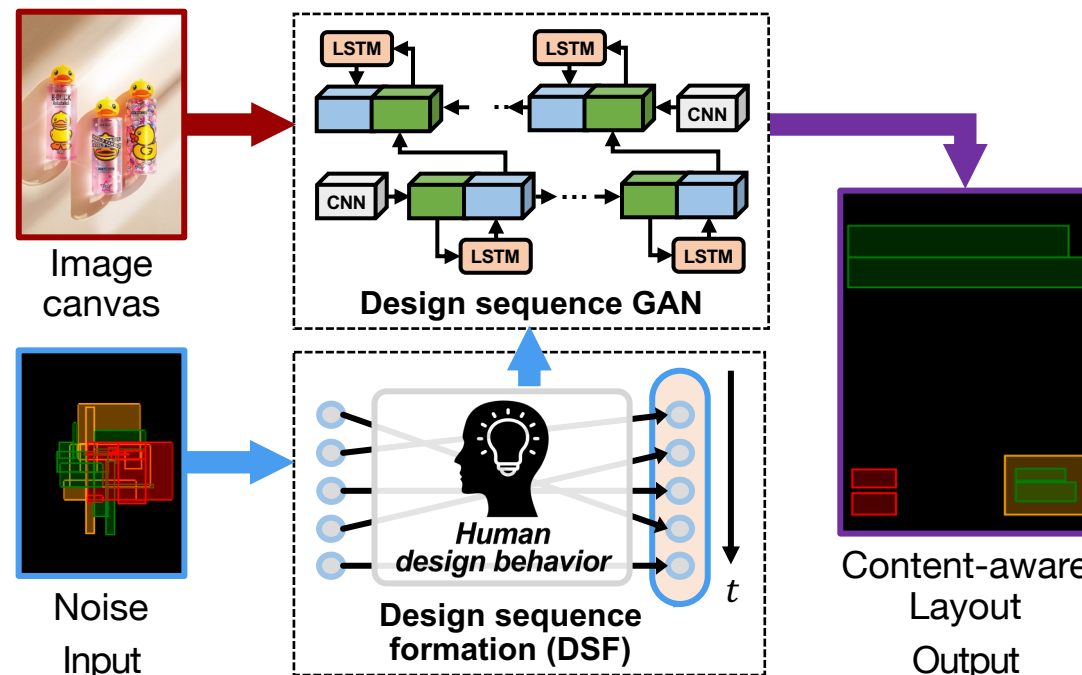 Image
canvas
LSTM
LSTM
CNN
CNN
LSTM
LSTM
Design sequence GAN
Noise
Input
Human
design behavior
t
Design sequence
formation (DSF)
Content-aware
Layout
Output